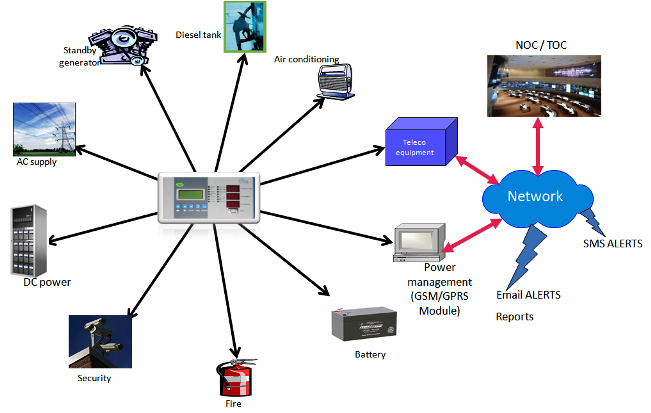 Diesel tank
Standby
generator
Air conditioning
NOC / TOC
Teleco
equipment
AC supply
Network
SMS ALERTS
DC power
Power
management
(GSM/GPRS
Module)
Email ALERTS
Reports
Battery
Security
Fire